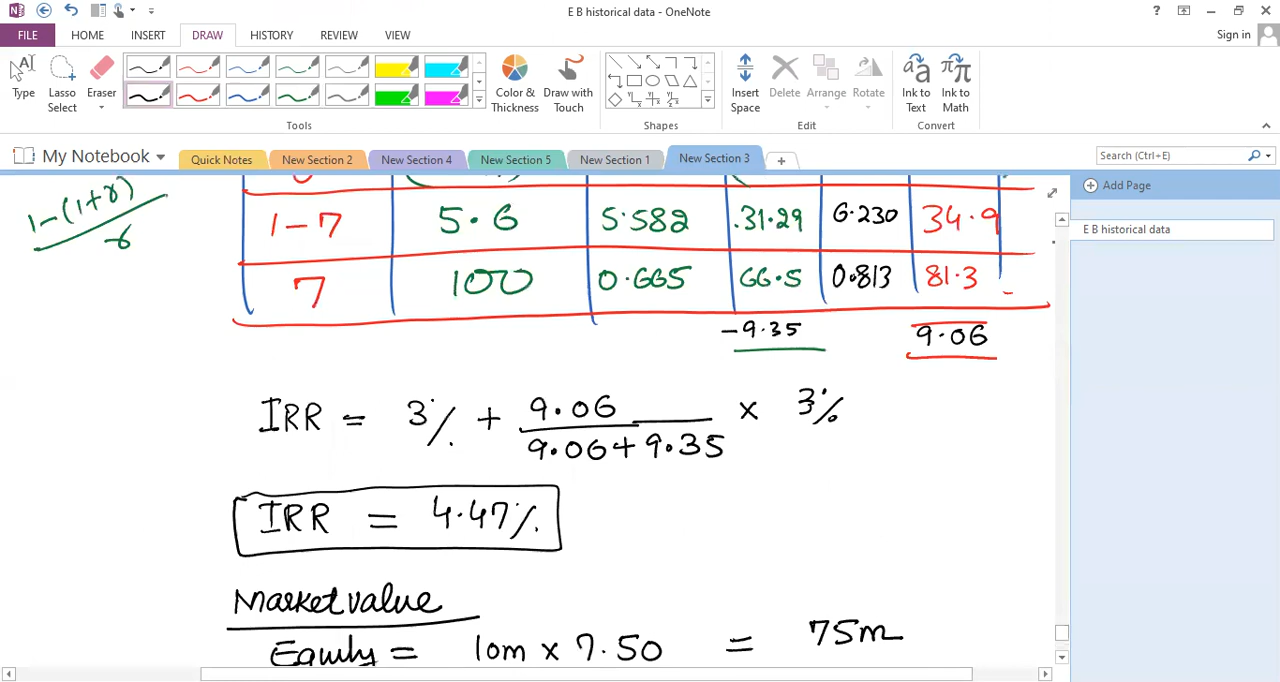 E B historical data - OneNote
Sign in
FILE HOME INSERT DRAW HISTORY REVIEW VIEW
Type Lasso Select Eraser Color & Thickness Draw with Touch Insert Space Delete Arrange Rotate Ink to Text Ink to Math
Tools Shapes Edit Convert
My Notebook Quick Notes New Section 2 New Section 4 New Section 5 New Section 1 New Section 3 Search (Ctrl+E)
Add Page
E B historical data
1-(1+r)
-6
1-7 5.6 5.582 31.29 6.230 34.9
7 100 0.665 66.5 0.813 81.3
-9.35 9.06
IRR = 3% + 9.06 × 3%
9.06+9.35
IRR = 4.47%
Market value
Equity = 10m × 7.50 = 75m